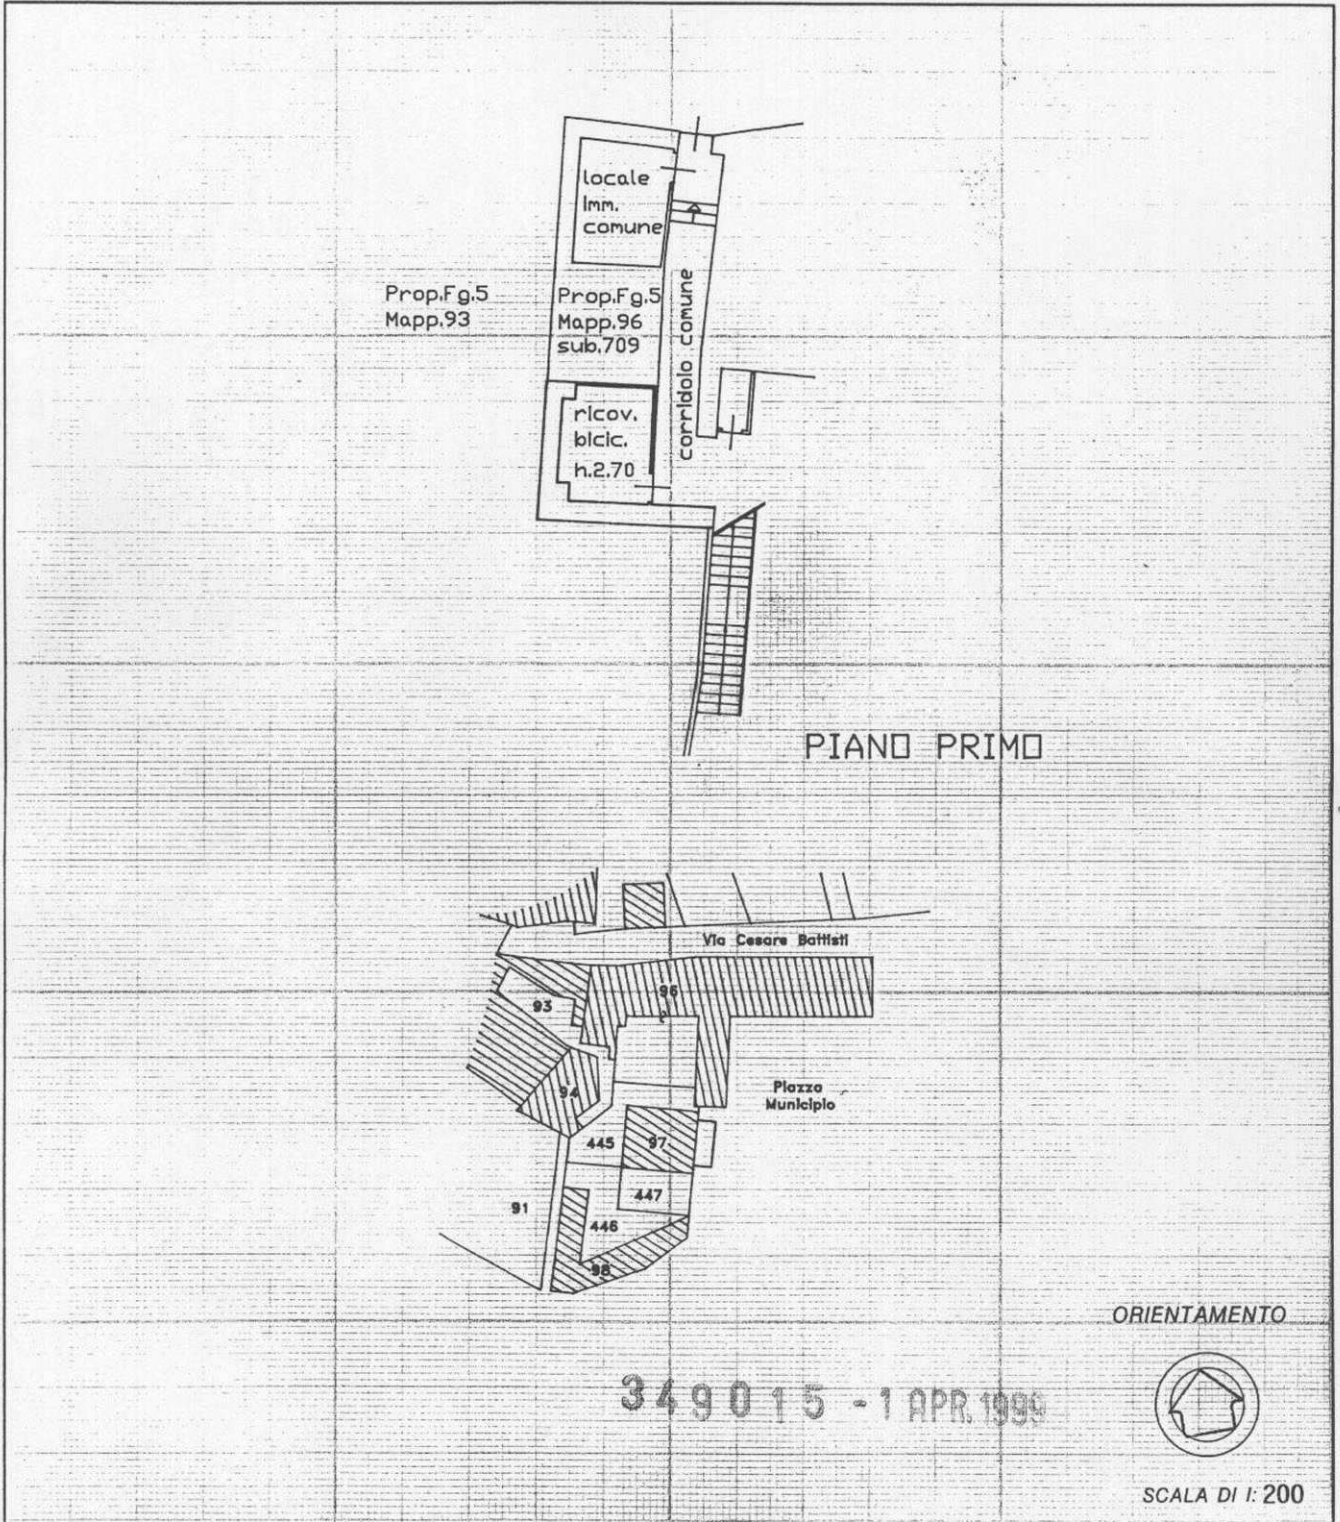 locale
Imm.
comune
Prop.Fg.5
Mapp.93
Prop.Fg.5
Mapp.96
sub.709
corridoio comune
ricov.
bicic.
h.2.70
PIANO PRIMO
Via Cesare Battisti
96
93
94
Piazza
Municipio
445
97
447
91
446
98
ORIENTAMENTO
349015 - 1 APR. 1999
SCALA DI I: 200